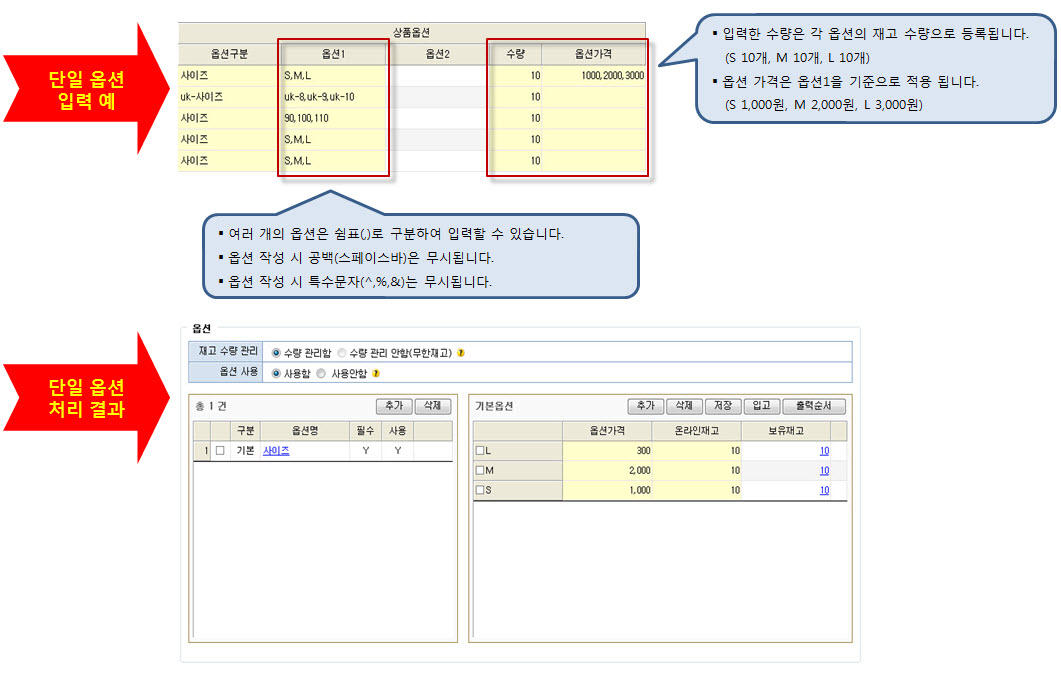 단일 옵션
입력 예
상품옵션
옵션구분 옵션1 옵션2 수량 옵션가격
사이즈 S,M,L 10 1000,2000,3000
uk-사이즈 uk-8,uk-9,uk-10 10
사이즈 90,100,110 10
사이즈 S,M,L 10
사이즈 S,M,L 10
▪ 입력한 수량은 각 옵션의 재고 수량으로 등록됩니다.
(S 10개, M 10개, L 10개)
▪ 옵션 가격은 옵션1을 기준으로 적용 됩니다.
(S 1,000원, M 2,000원, L 3,000원)
▪ 여러 개의 옵션은 쉼표(,)로 구분하여 입력할 수 있습니다.
▪ 옵션 작성 시 공백(스페이스바)은 무시됩니다.
▪ 옵션 작성 시 특수문자(^,%,&)는 무시됩니다.
단일 옵션
처리 결과
옵션
재고 수량 관리 수량 관리함 수량 관리 안함(무한재고) ?
옵션 사용 사용함 사용안함 ?
총 1 건 추가 삭제
구분 옵션명 필수 사용
1 기본 사이즈 Y Y
기본옵션 추가 삭제 저장 입고 출력순서
옵션가격 온라인재고 보유재고
L 300 10 10
M 2,000 10 10
S 1,000 10 10